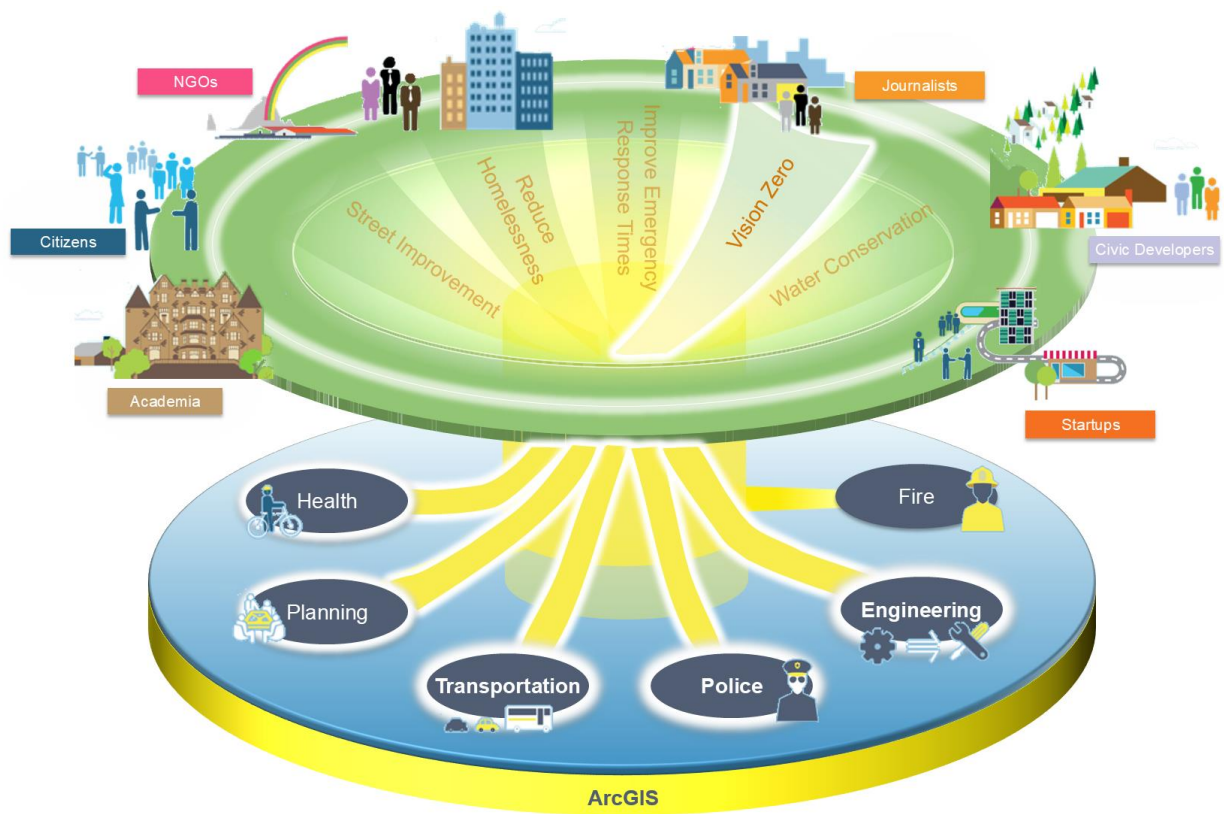 NGOs
Journalists
Citizens
Civic Developers
Academia
Startups
Street Improvement
Reduce
Homelessness
Improve Emergency
Response Times
Vision Zero
Water Conservation
Health
Fire
Planning
Engineering
Transportation
Police
ArcGIS